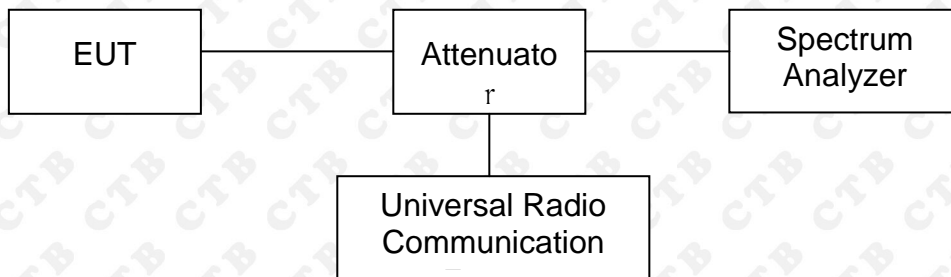 EUT
Attenuato
r
Spectrum
Analyzer
Universal Radio
Communication